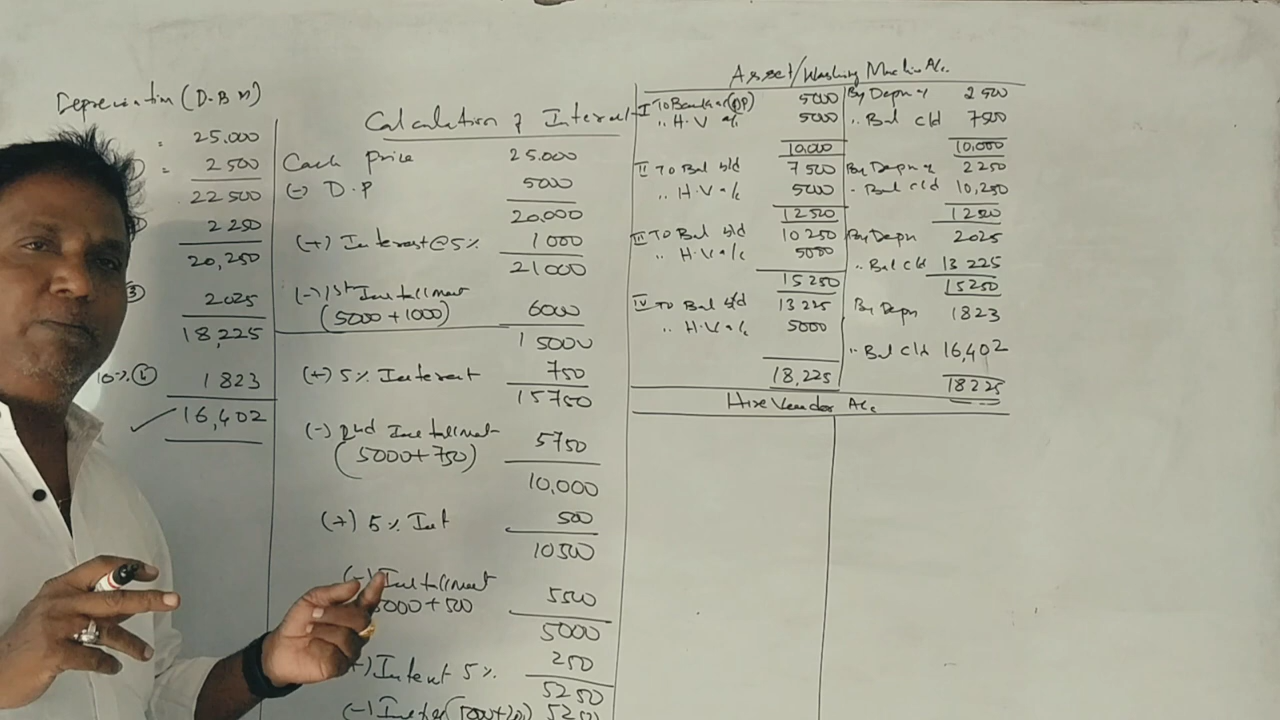 Depreciation (D.B.M)
= 25.000
) = 2500
22500
2250
20,250
③ 2025
18,225
10% ④ 1823
16,402
Calculation of Interest
Cash price 25.000
(-) D.P 5000
20,000
(+) Interest @ 5% 1000
21000
(-) 1st Installment 6000
(5000 + 1000)
15000
(+) 5% Interest 750
15750
(-) 2nd Installment 5750
(5000 + 750)
10,000
(+) 5% Int 500
10500
(-) Installment 5500
5000 + 500
5000
(+) Interest 5% 250
5250
(-) 5250
Asset/Washing Machine A/c.
I To Bank a/c (DP) 5000 By Depn 2500
,, H.V a/c 5000 ,, Bal c/d 7500
10,000 10,000
II To Bal b/d 7500 By Depn 2250
,, H.V a/c 5000 - Bal c/d 10,250
12500 12500
III To Bal b/d 10250 By Depn 2025
,, H.V a/c 5000 ,, Bal c/d 13225
15250 15250
IV To Bal b/d 13225 By Depn 1823
,, H.V a/c 5000 ,, Bal c/d 16,402
18,225 18225
Hire Vendor A/c.